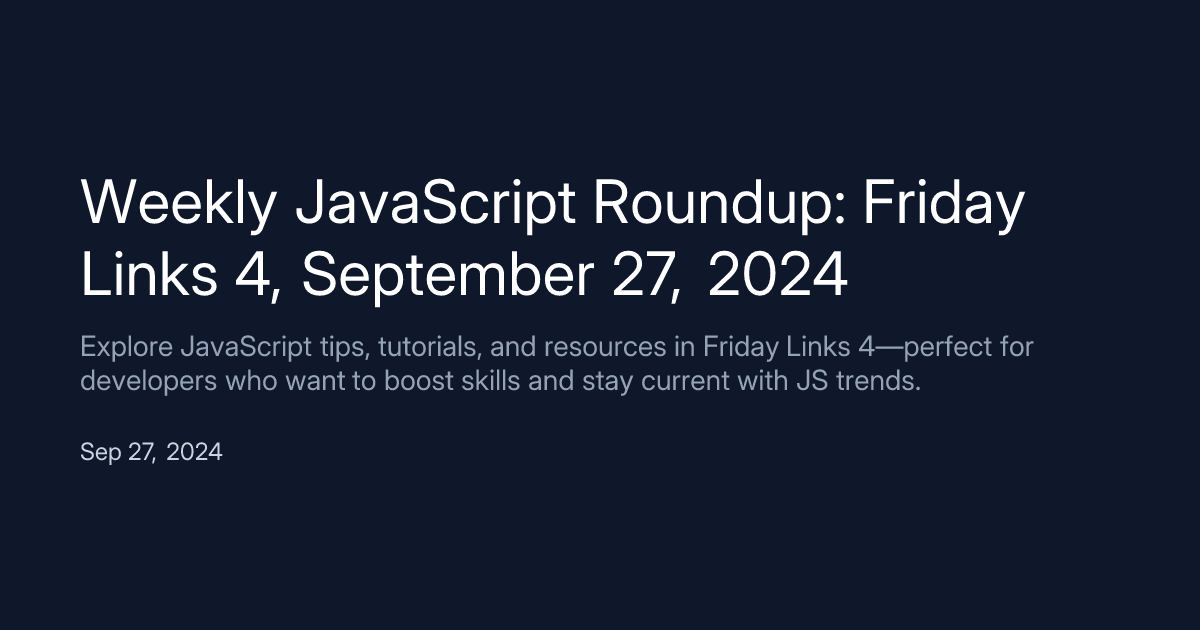 Weekly JavaScript Roundup: Friday
Links 4, September 27, 2024
Explore JavaScript tips, tutorials, and resources in Friday Links 4—perfect for
developers who want to boost skills and stay current with JS trends.
Sep 27, 2024